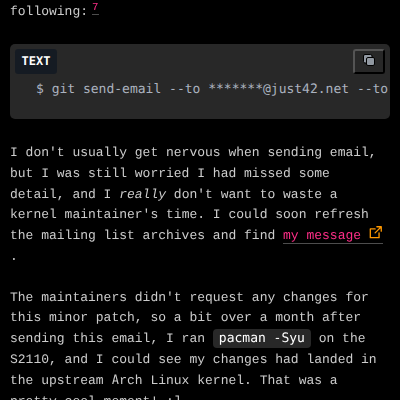 following: 7
TEXT
$ git send-email --to *******@just42.net --to
I don't usually get nervous when sending email,
but I was still worried I had missed some
detail, and I really don't want to waste a
kernel maintainer's time. I could soon refresh
the mailing list archives and find my message
.
The maintainers didn't request any changes for
this minor patch, so a bit over a month after
sending this email, I ran pacman -Syu on the
S2110, and I could see my changes had landed in
the upstream Arch Linux kernel. That was a
pretty cool moment! :]